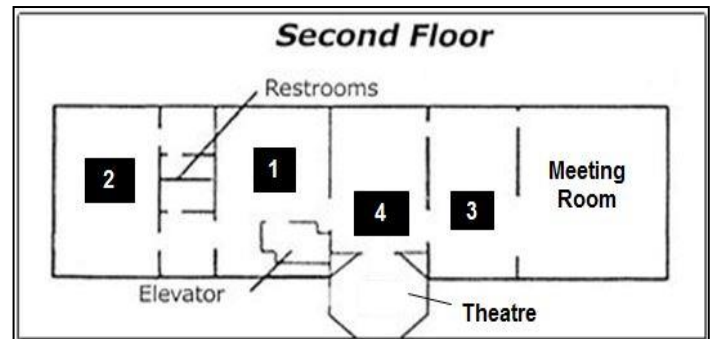 Second Floor
Restrooms
1
2
Meeting
Room
3
4
Elevator
Theatre